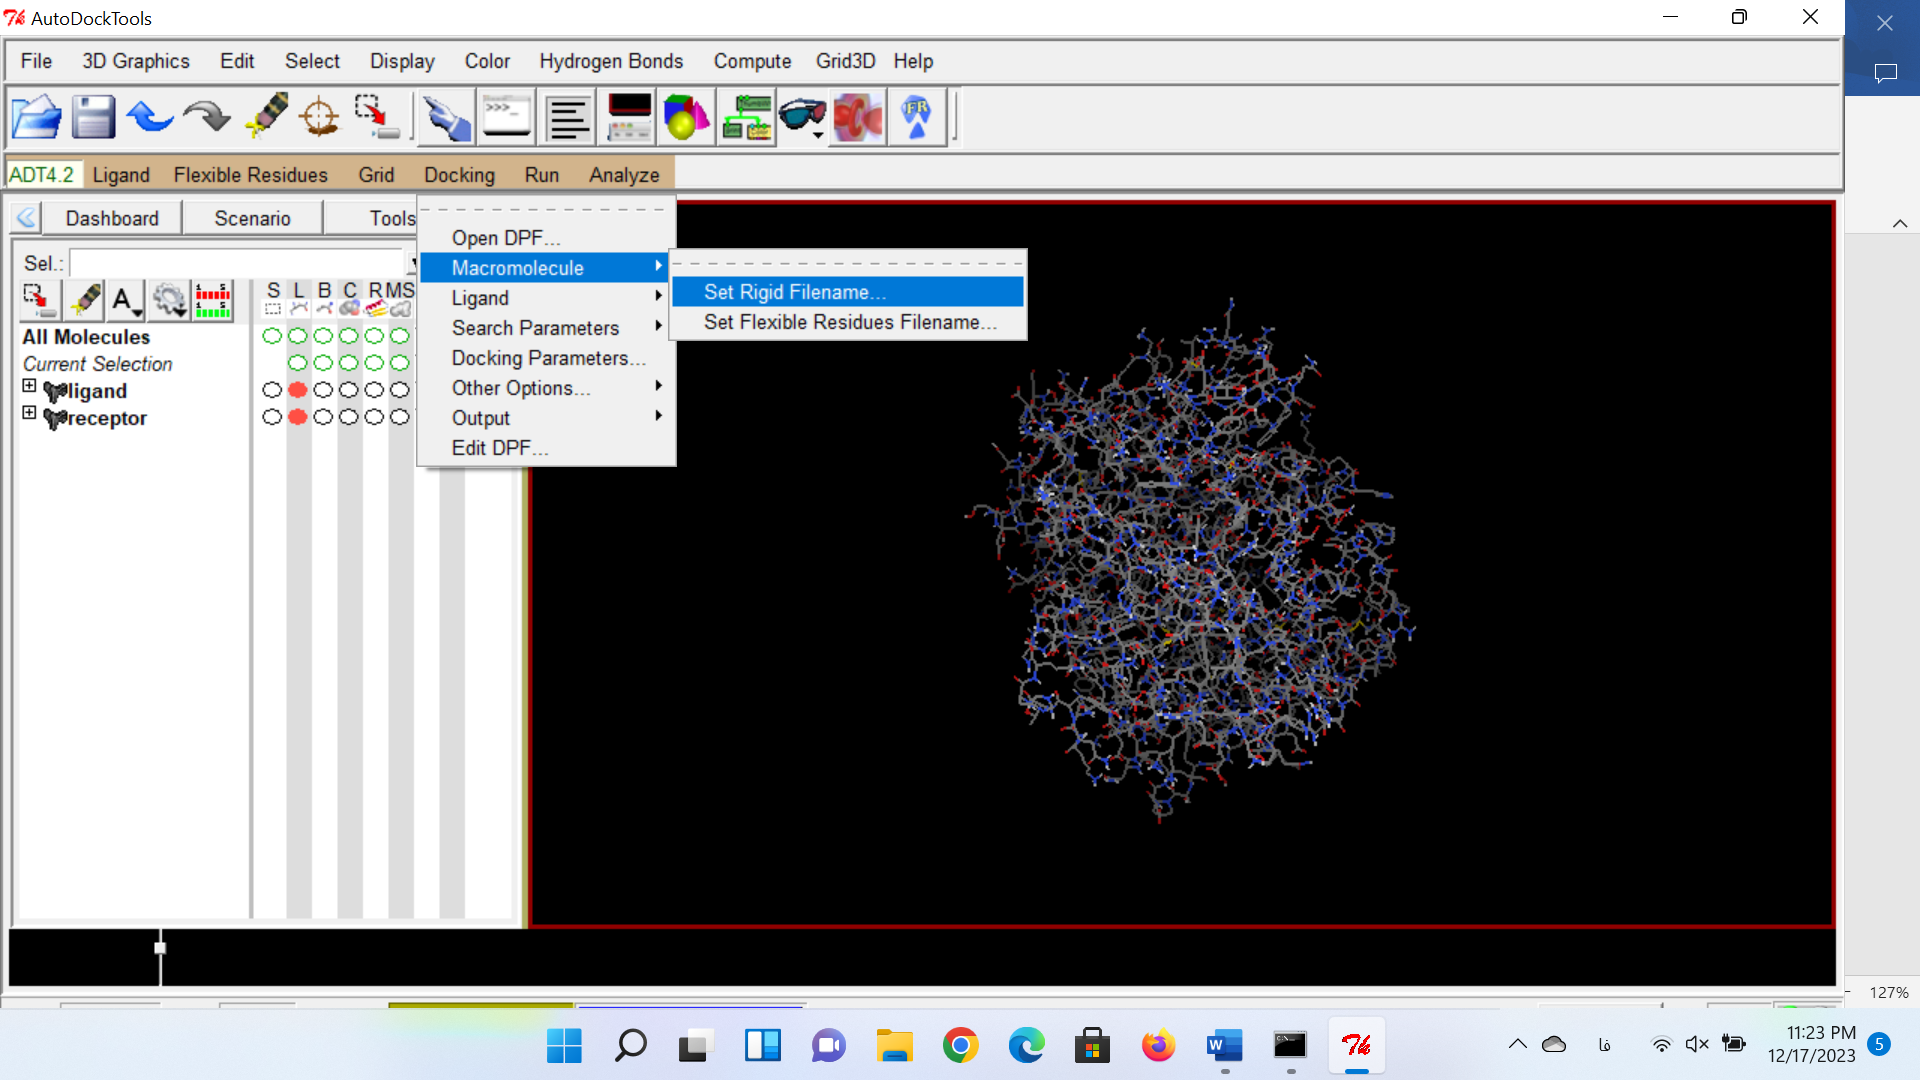 AutoDockTools
File 3D Graphics Edit Select Display Color Hydrogen Bonds Compute Grid3D Help
>>>
FR
ADT4.2 Ligand Flexible Residues Grid Docking Run Analyze
Dashboard Scenario Tools
Open DPF...
Sel.:
Macromolecule
Set Rigid Filename...
Ligand
Set Flexible Residues Filename...
Search Parameters
Docking Parameters...
Other Options...
Output
Edit DPF...
A
S L B C R MS
All Molecules
Current Selection
ligand
receptor
127%
فا
11:23 PM
12/17/2023
5